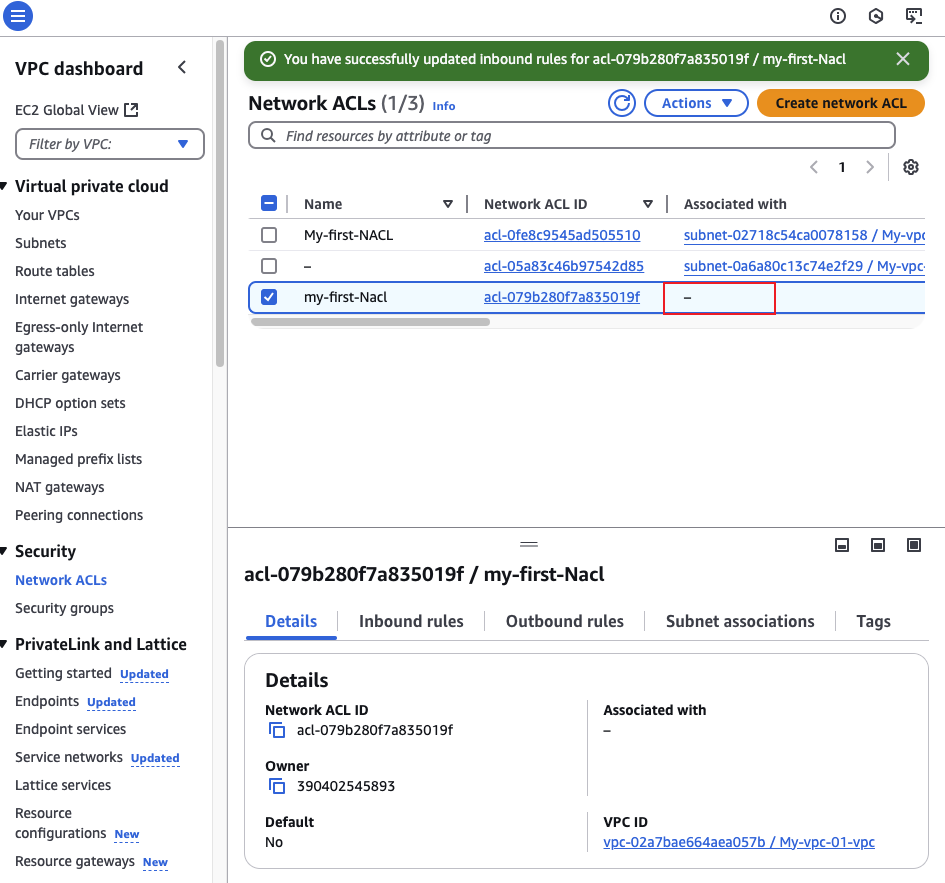 You have successfully updated inbound rules for acl-079b280f7a835019f / my-first-Nacl
VPC dashboard
EC2 Global View
Filter by VPC:
Virtual private cloud
Your VPCs
Subnets
Route tables
Internet gateways
Egress-only Internet
gateways
Carrier gateways
DHCP option sets
Elastic IPs
Managed prefix lists
NAT gateways
Peering connections
Security
Network ACLs
Security groups
PrivateLink and Lattice
Getting started Updated
Endpoints Updated
Endpoint services
Service networks Updated
Lattice services
Resource
configurations New
Resource gateways New
Network ACLs (1/3) Info
Actions
Create network ACL
Find resources by attribute or tag
1
Name Network ACL ID Associated with
My-first-NACL acl-0fe8c9545ad505510 subnet-02718c54ca0078158 / My-vpc
– acl-05a83c46b97542d85 subnet-0a6a80c13c74e2f29 / My-vpc-
my-first-Nacl acl-079b280f7a835019f –
acl-079b280f7a835019f / my-first-Nacl
Details Inbound rules Outbound rules Subnet associations Tags
Details
Network ACL ID
acl-079b280f7a835019f
Associated with
–
Owner
390402545893
Default
No
VPC ID
vpc-02a7bae664aea057b / My-vpc-01-vpc